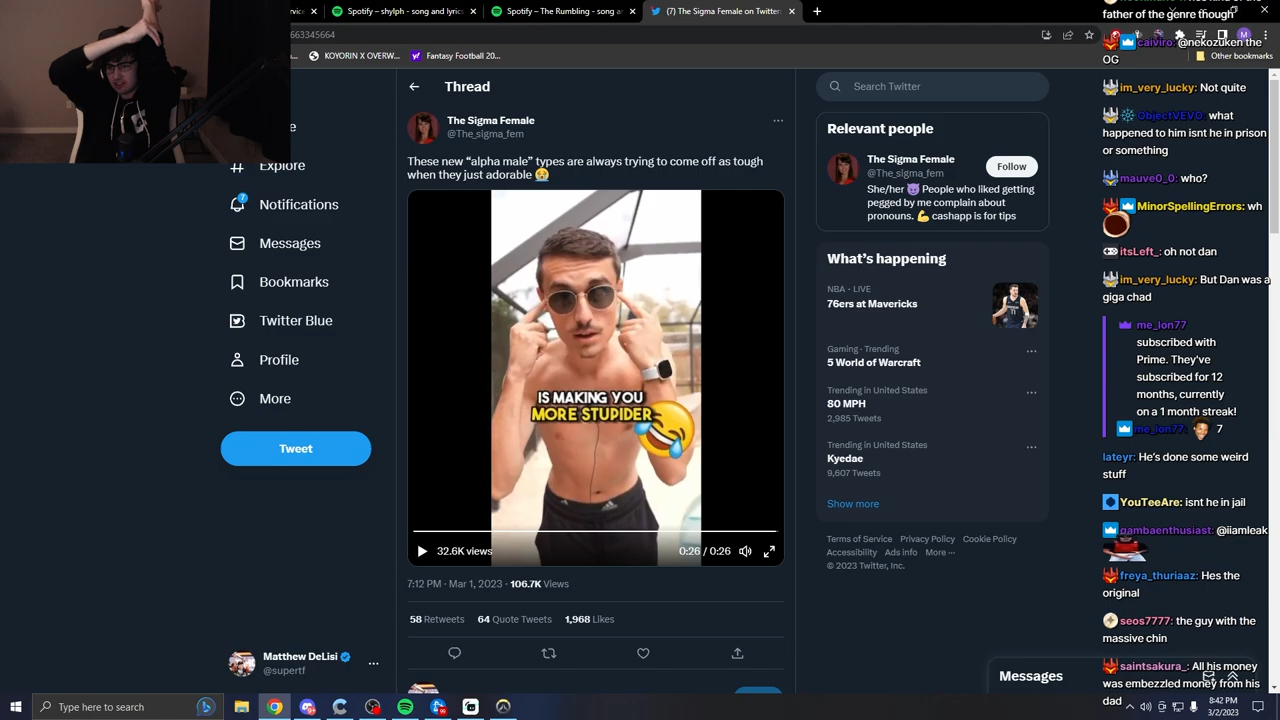 Spotify – sylph - song and lyrics
Spotify – The Rumbling - song an
(7) The Sigma Female on Twitter:
663345664
KOYORIN X OVERW...
Fantasy Football 20...
Other bookmarks
Explore
Notifications
7
Messages
Bookmarks
Twitter Blue
Profile
More
Tweet
Matthew DeLisi
@supertf
Thread
The Sigma Female
@The_sigma_fem
These new “alpha male” types are always trying to come off as tough
when they just adorable
IS MAKING YOU
MORE STUPIDER
32.6K views
0:26 / 0:26
7:12 PM · Mar 1, 2023 · 106.7K Views
58 Retweets 64 Quote Tweets 1,968 Likes
Search Twitter
Relevant people
The Sigma Female
@The_sigma_fem
Follow
She/her 😈 People who liked getting
pegged by me complain about
pronouns. 💪 cashapp is for tips
What’s happening
NBA · LIVE
76ers at Mavericks
Gaming · Trending
5 World of Warcraft
Trending in United States
80 MPH
2,985 Tweets
Trending in United States
Kyedae
9,607 Tweets
Show more
Terms of Service Privacy Policy Cookie Policy
Accessibility Ads info More ···
© 2023 Twitter, Inc.
Messages
father of the genre though
caiviro: @nekozuken the
OG
im_very_lucky: Not quite
ObjectVEVO: what
happened to him isnt he in prison
or something
mauve0_0: who?
MinorSpellingErrors: wh
itsLeft_: oh not dan
im_very_lucky: But Dan was a
giga chad
me_lon77
subscribed with
Prime. They've
subscribed for 12
months, currently
on a 1 month streak!
me_lon77: 7
lateyr: He's done some weird
stuff
YouTeeAre: isnt he in jail
gambaenthusiast: @iiamleak
freya_thuriaaz: Hes the
original
seos7777: the guy with the
massive chin
saintsakura_: All his money
was embezzled money from his
dad
Type here to search
8:42 PM
3/2/2023